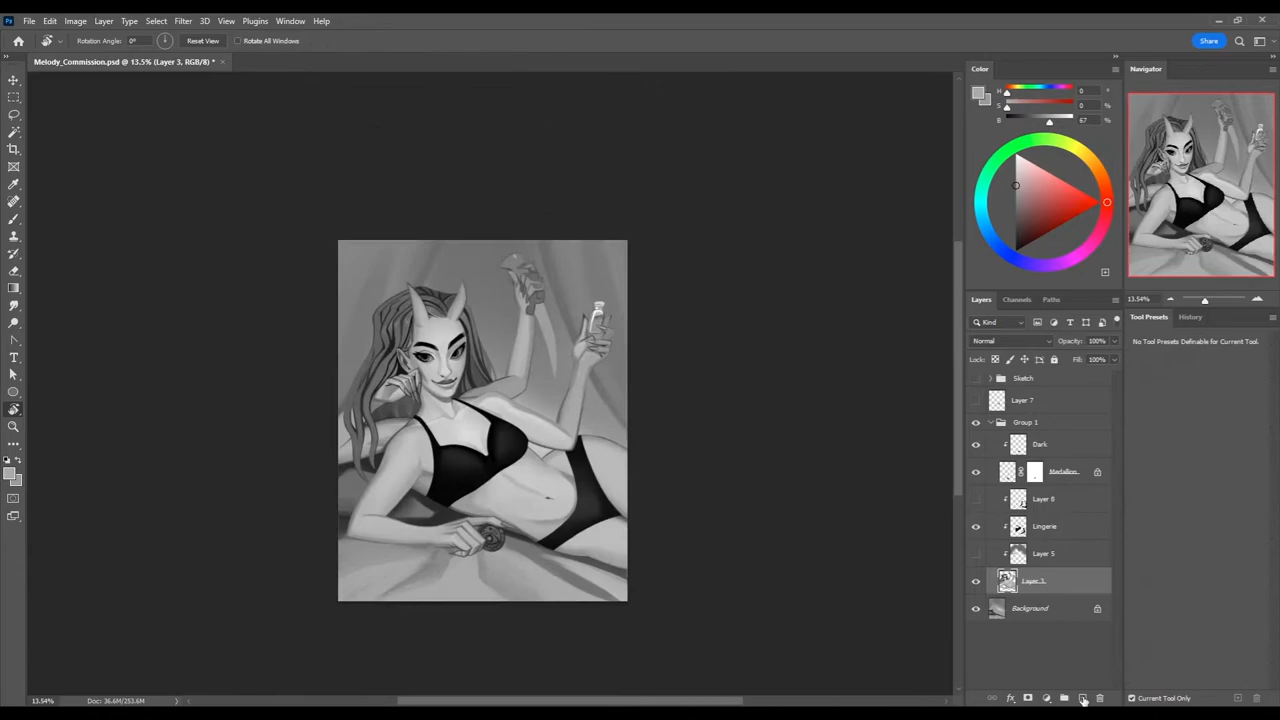 Ps File Edit Image Layer Type Select Filter 3D View Plugins Window Help
Rotation Angle: 0° Reset View Rotate All Windows Share
Melody_Commission.psd @ 13.5% (Layer 3, RGB/8) * ×
Color
H 0 °
S 0 %
B 67 %
Navigator
13.54%
Layers Channels Paths
Kind
Normal Opacity: 100%
Lock: Fill: 100%
Sketch
Layer 7
Group 1
Dark
Medallion
Layer 8
Lingerie
Layer 5
Layer 3
Background
Tool Presets History
No Tool Presets Definable for Current Tool.
Current Tool Only
13.54% Doc: 36.6M/253.6M